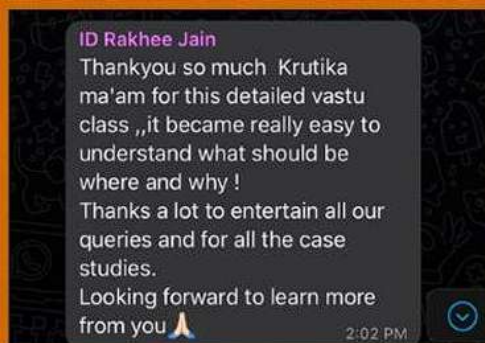 ID Rakhee Jain
Thankyou so much Krutika
ma'am for this detailed vastu
class ,,it became really easy to
understand what should be
where and why !
Thanks a lot to entertain all our
queries and for all the case
studies.
Looking forward to learn more
from you🙏🏻
2:02 PM